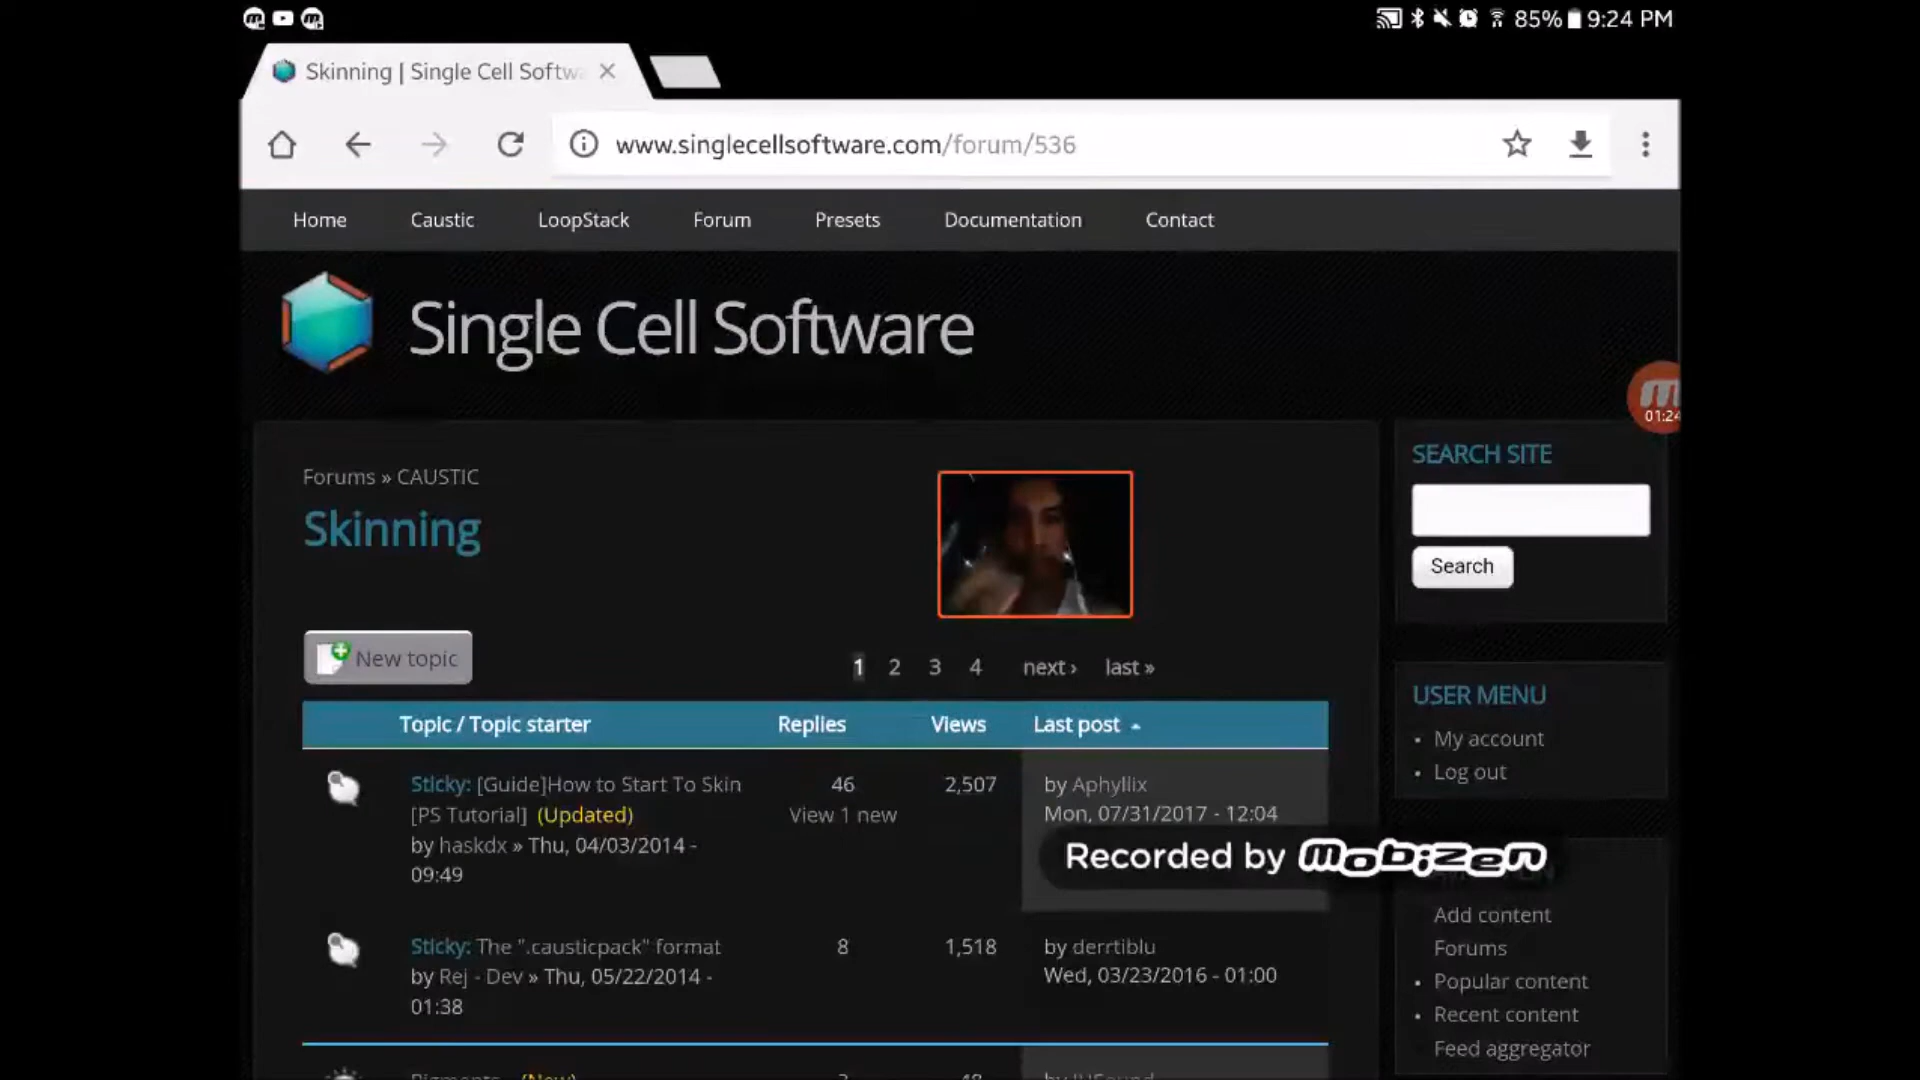 85% 9:24 PM
Skinning | Single Cell Softw
www.singlecellsoftware.com/forum/536
Home Caustic LoopStack Forum Presets Documentation Contact
Single Cell Software
01:24
Forums » CAUSTIC
Skinning
New topic
1 2 3 4 next › last »
Topic / Topic starter Replies Views Last post
Sticky: [Guide]How to Start To Skin
[PS Tutorial] (Updated)
by haskdx » Thu, 04/03/2014 -
09:49
46
View 1 new
2,507
by Aphyllix
Mon, 07/31/2017 - 12:04
Sticky: The ".causticpack" format
by Rej - Dev » Thu, 05/22/2014 -
01:38
8
1,518
by derrtiblu
Wed, 03/23/2016 - 01:00
SEARCH SITE
Search
USER MENU
My account
Log out
Recorded by Mobizen
Add content
Forums
Popular content
Recent content
Feed aggregator